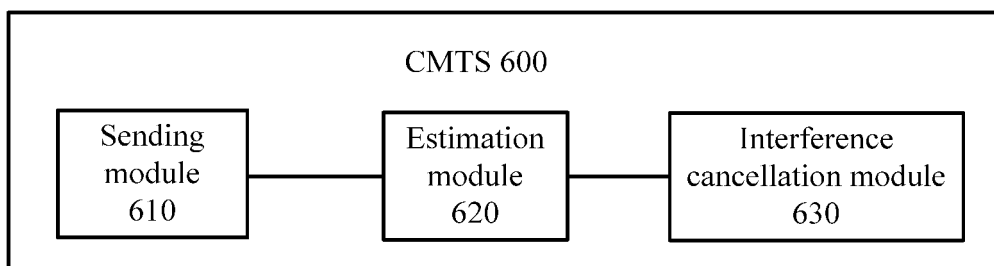 CMTS 600
Sending
module
610
Estimation
module
620
Interference
cancellation module
630